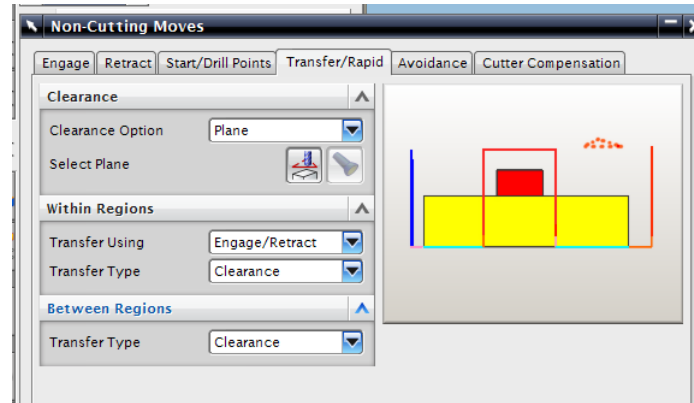 Non-Cutting Moves
Engage Retract Start/Drill Points Transfer/Rapid Avoidance Cutter Compensation
Clearance
Clearance Option Plane
Select Plane
Within Regions
Transfer Using Engage/Retract
Transfer Type Clearance
Between Regions
Transfer Type Clearance